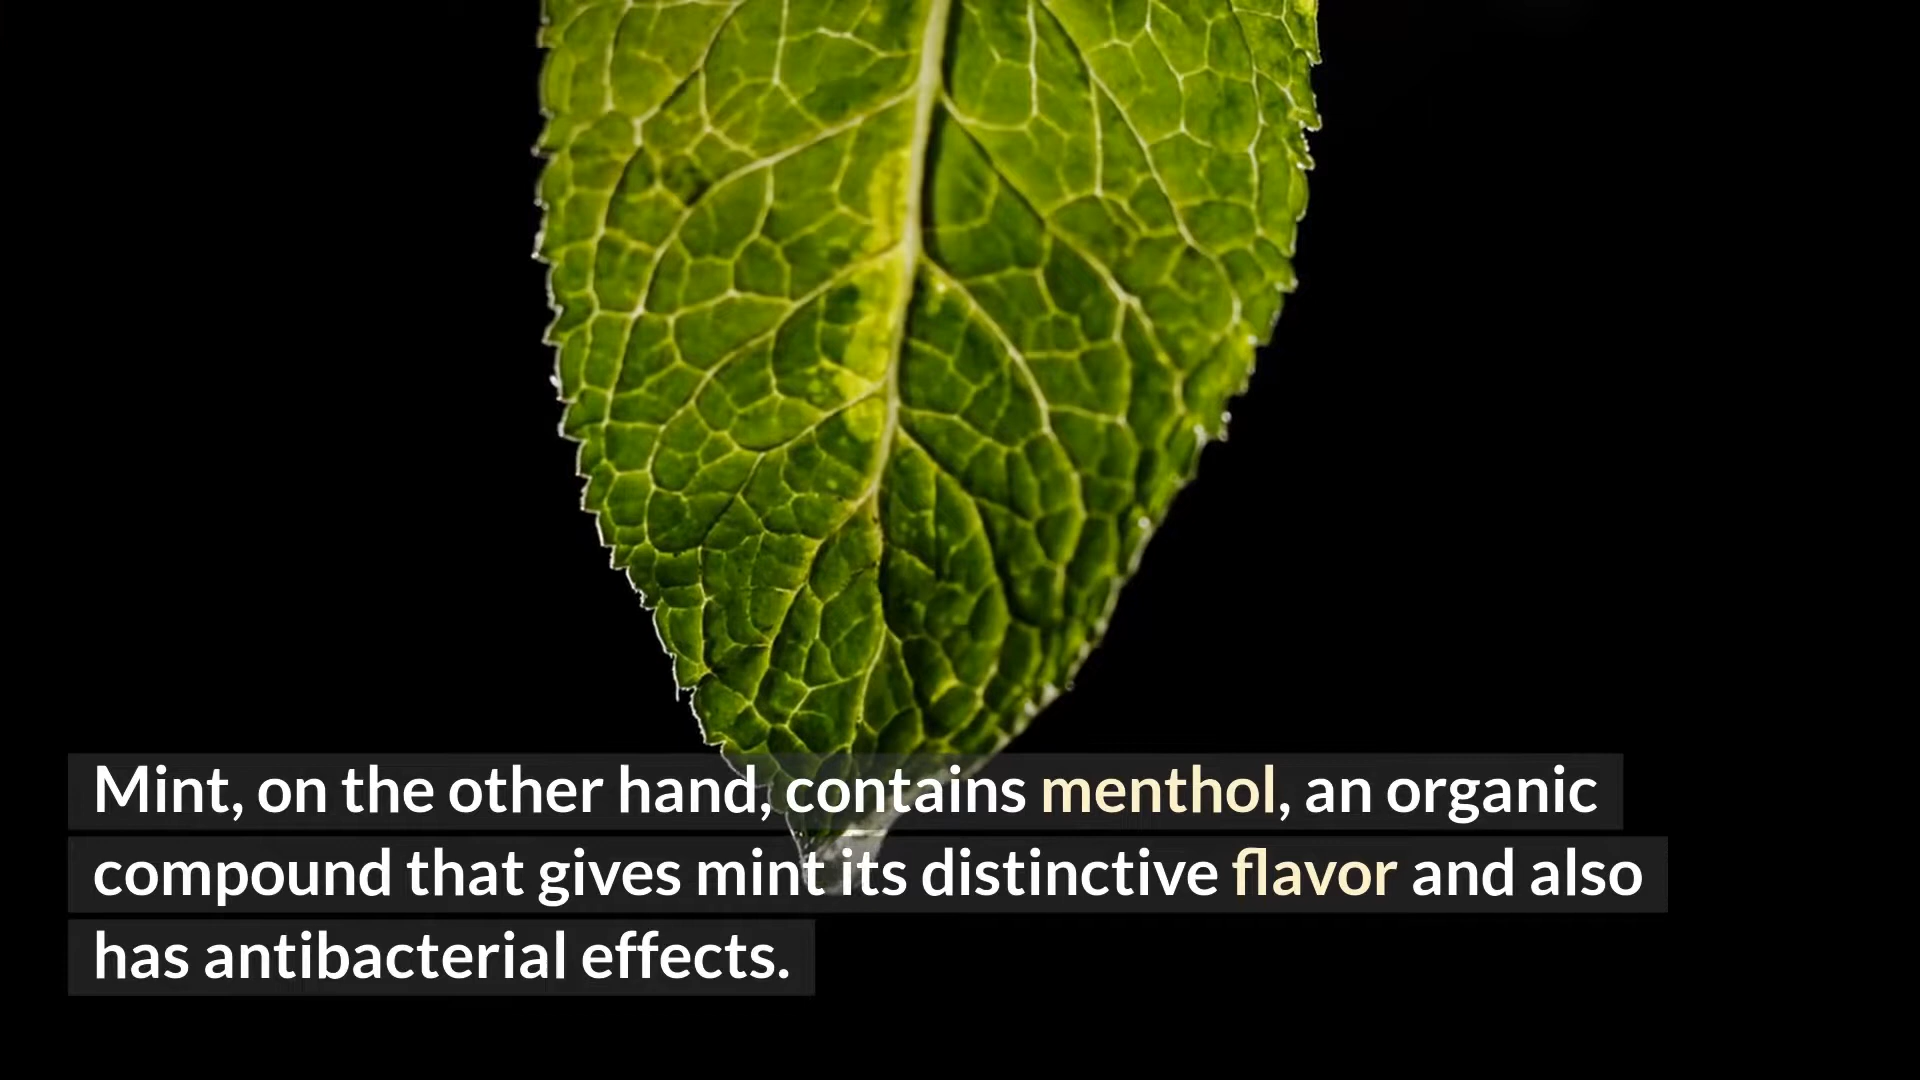 Mint, on the other hand, contains menthol, an organic
compound that gives mint its distinctive flavor and also
has antibacterial effects.